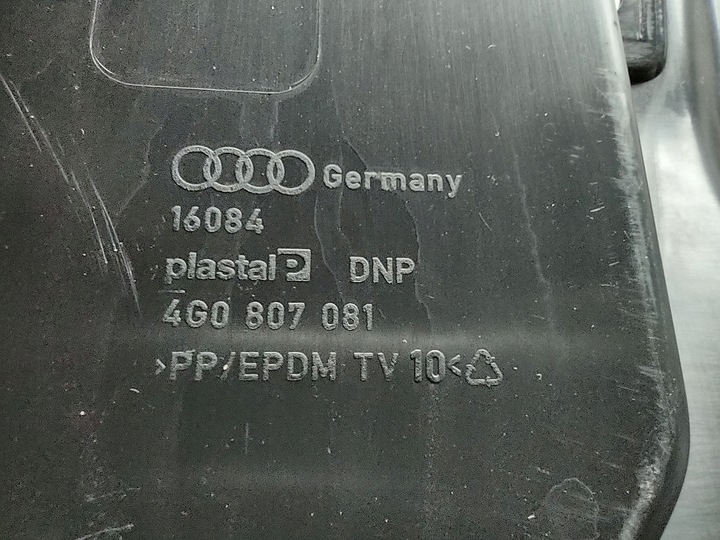 Germany
16084
plastal P DNP
4G0 807 081
>PP/EPDM TV 10<